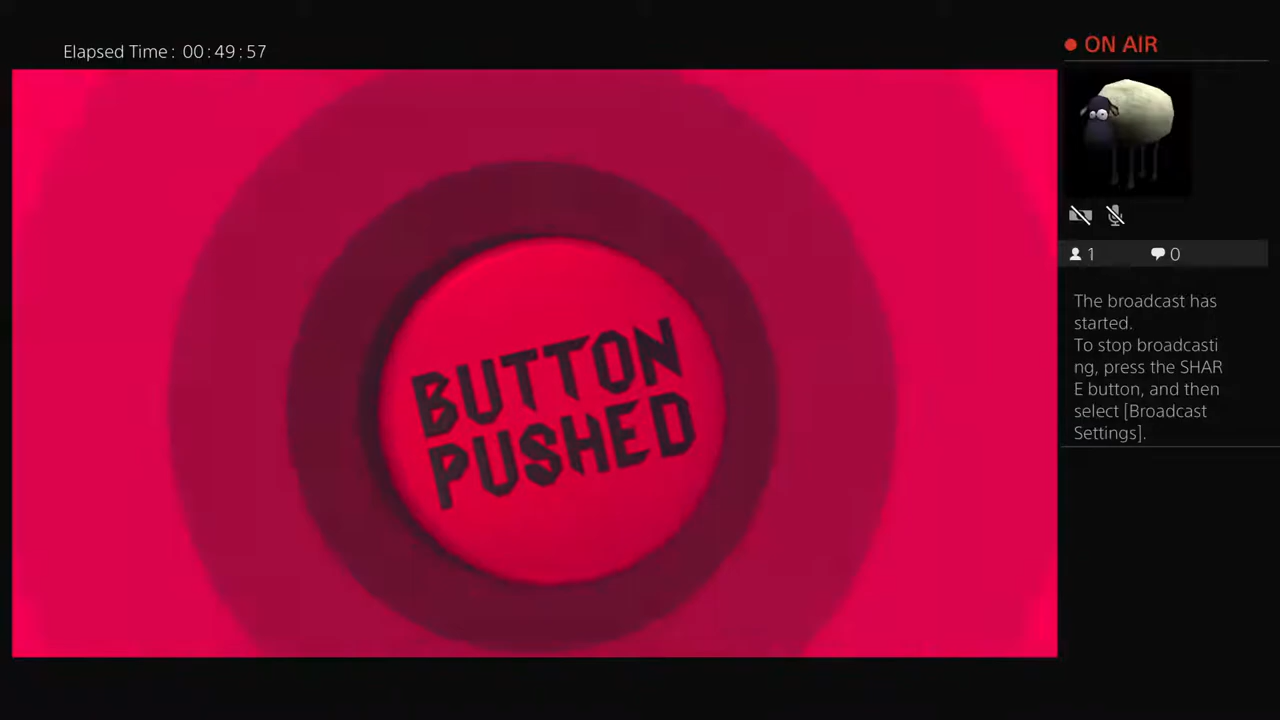 Elapsed Time: 00:49:57
ON AIR
BUTTON
PUSHED
1 0
The broadcast has
started.
To stop broadcasti
ng, press the SHAR
E button, and then
select [Broadcast
Settings].